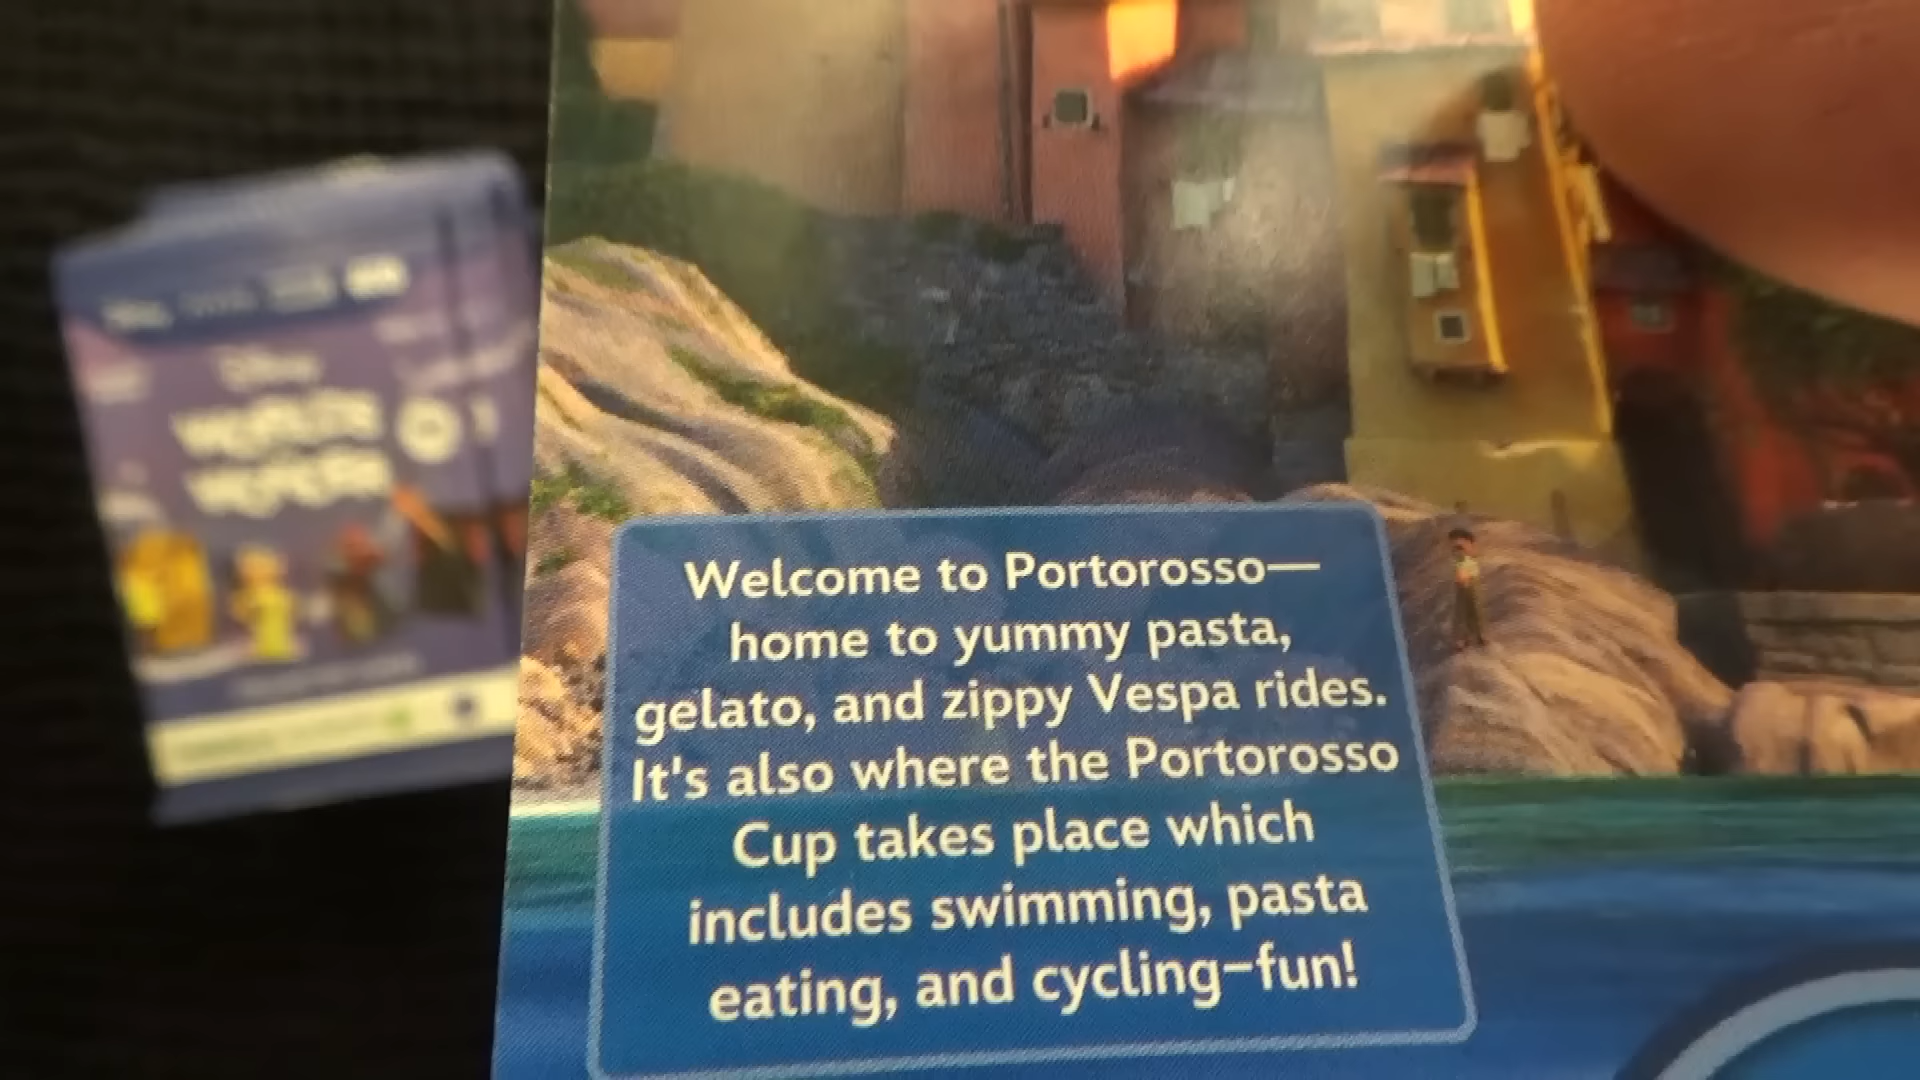 Welcome to Portorosso—
home to yummy pasta,
gelato, and zippy Vespa rides.
It's also where the Portorosso
Cup takes place which
includes swimming, pasta
eating, and cycling–fun!